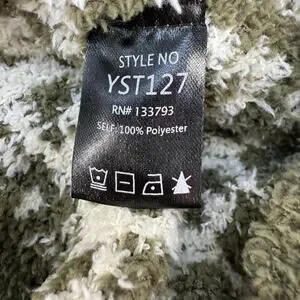 STYLE NO
YST127
RN# 133793
SELF: 100% Polyester